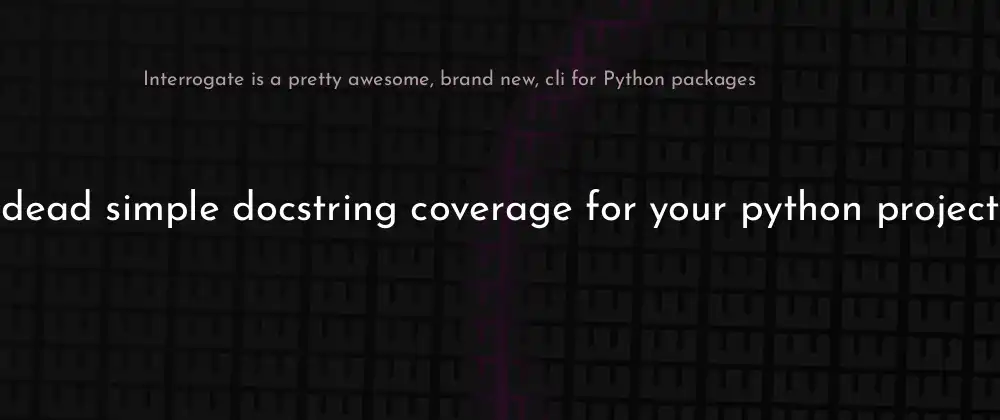 Interrogate is a pretty awesome, brand new, cli for Python packages
dead simple docstring coverage for your python project